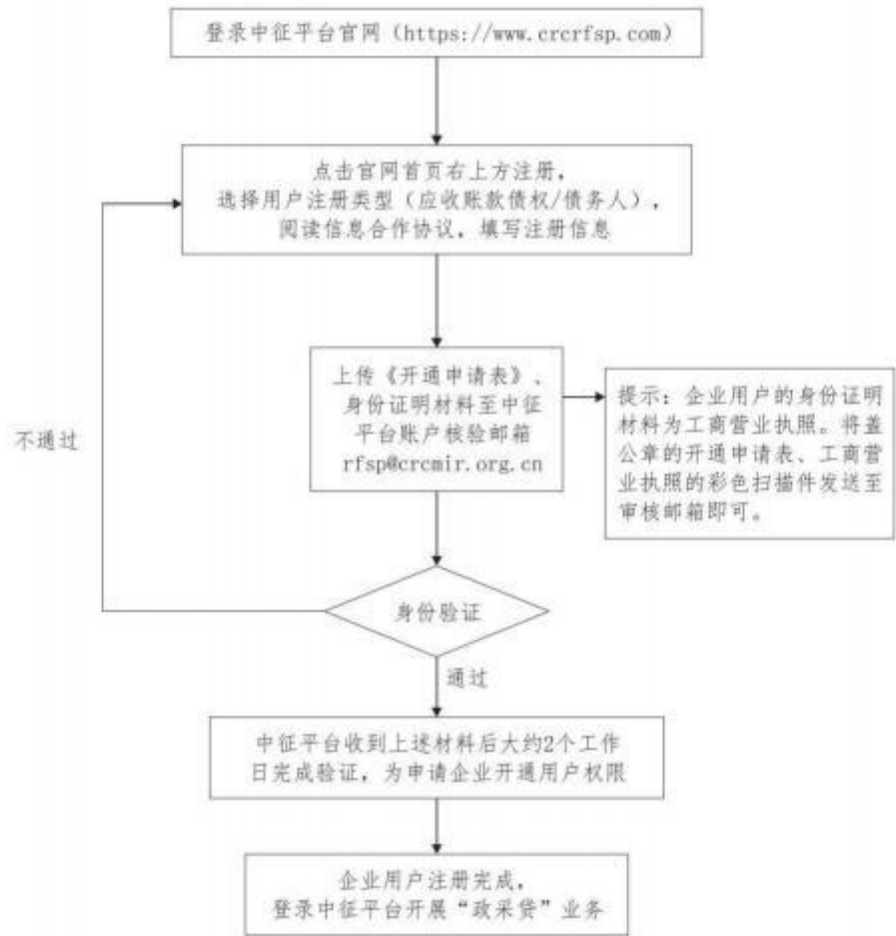 登录中征平台官网（https://www.crcrfsp.com）
点击官网首页右上方注册，
选择用户注册类型（应收账款债权/债务人），
阅读信息合作协议，填写注册信息
上传《开通申请表》、
身份证明材料至中征
平台账户核验邮箱
rfsp@crcmir.org.cn
提示：企业用户的身份证明
材料为工商营业执照。将盖
公章的开通申请表、工商营
业执照的彩色扫描件发送至
审核邮箱即可。
不通过
身份验证
通过
中征平台收到上述材料后大约2个工作
日完成验证，为申请企业开通用户权限
企业用户注册完成，
登录中征平台开展“政采贷”业务